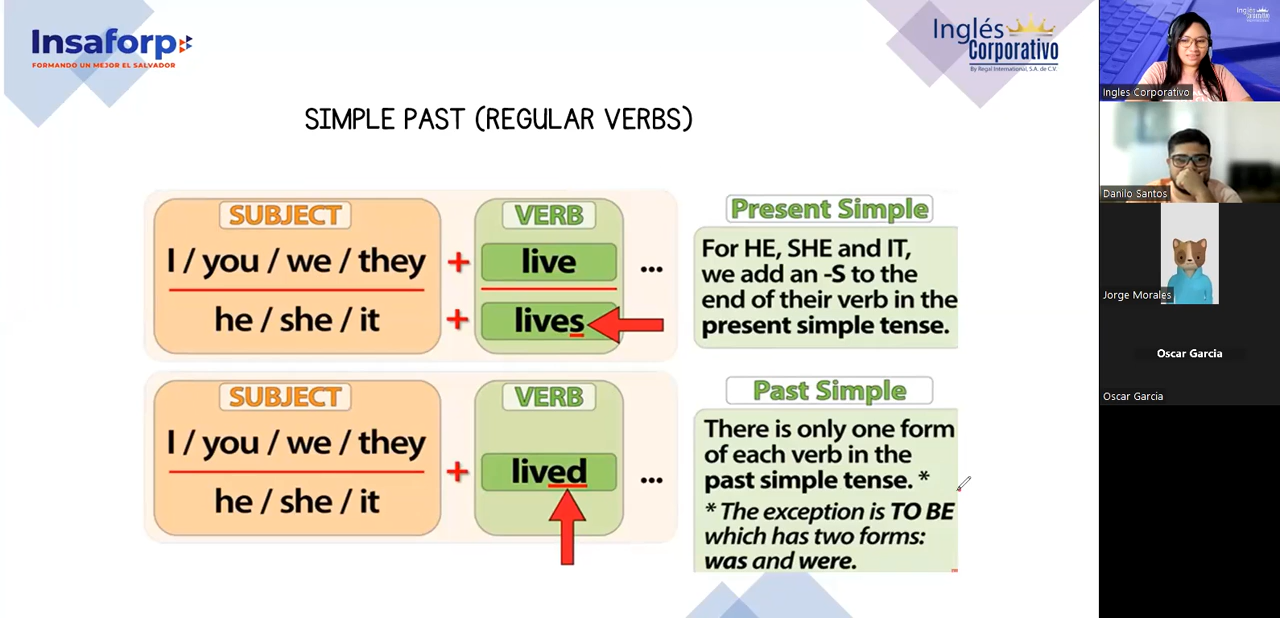 Insaforp
FORMANDO UN MEJOR EL SALVADOR
Inglés
Corporativo
By Regal International, S.A. de C.V.
SIMPLE PAST (REGULAR VERBS)
SUBJECT
VERB
I / you / we / they + live ...
he / she / it + lives
Present Simple
For HE, SHE and IT,
we add an -S to the
end of their verb in the
present simple tense.
SUBJECT
VERB
I / you / we / they
+ lived ...
he / she / it
Past Simple
There is only one form
of each verb in the
past simple tense. *
* The exception is TO BE
which has two forms:
was and were.
Ingles Corporativo
Danilo Santos
Jorge Morales
Oscar Garcia
Oscar Garcia